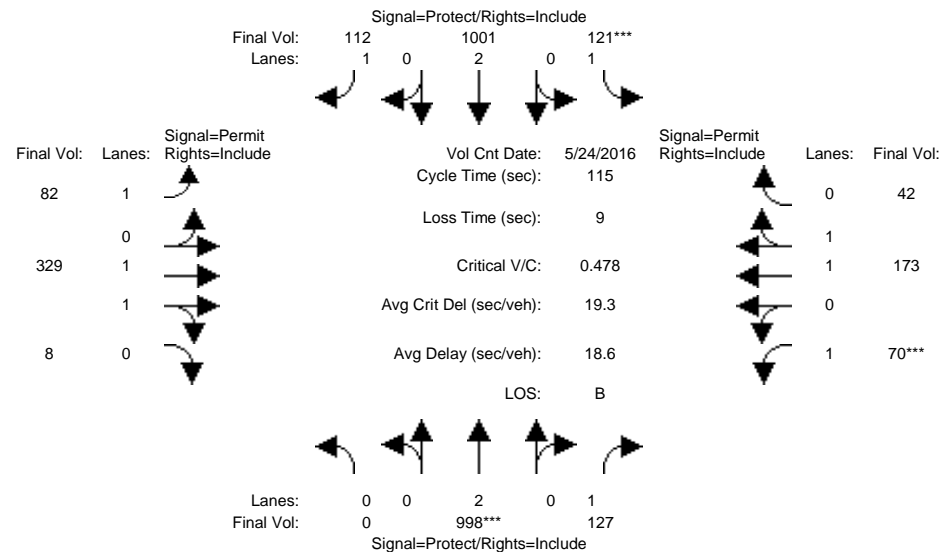 Signal=Protect/Rights=Include
Final Vol: 112 1001 121***
Lanes: 1 0 2 0 1
Signal=Permit Signal=Permit
Final Vol: Lanes: Rights=Include Vol Cnt Date: 5/24/2016 Rights=Include Lanes: Final Vol:
Cycle Time (sec): 115
82 1 0 42
Loss Time (sec): 9
0 1
329 1 Critical V/C: 0.478 1 173
1 Avg Crit Del (sec/veh): 19.3 0
8 0 Avg Delay (sec/veh): 18.6 1 70***
LOS: B
Lanes: 0 0 2 0 1
Final Vol: 0 998*** 127
Signal=Protect/Rights=Include